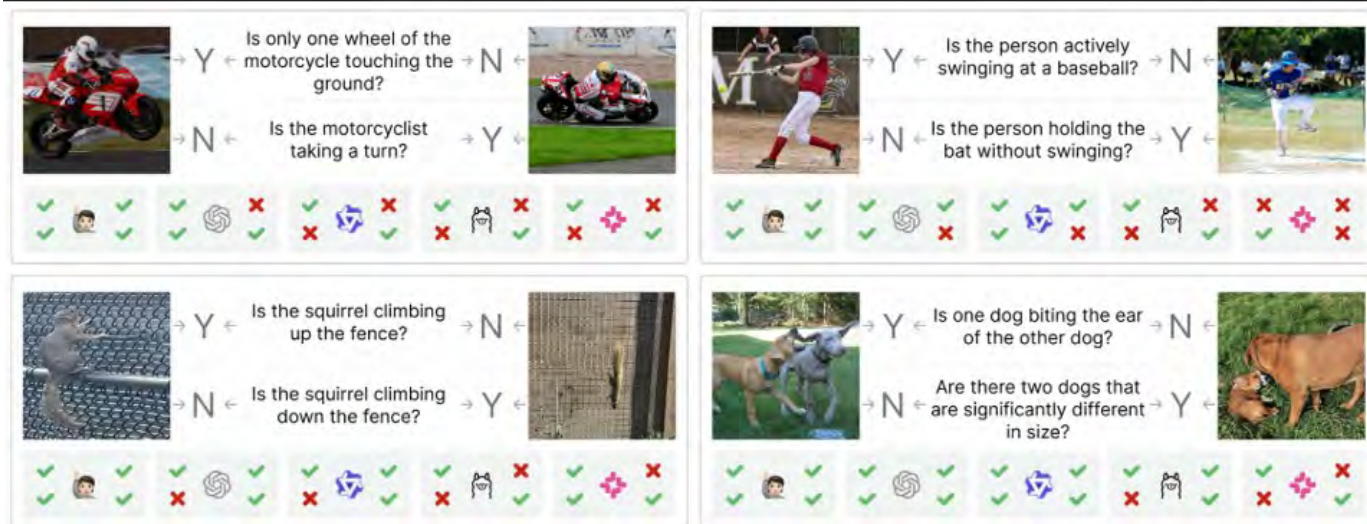 Y
Is only one wheel of the
motorcycle touching the
ground?
N
N
Is the motorcyclist
taking a turn?
Y
Y
Is the person actively
swinging at a baseball?
N
N
Is the person holding the
bat without swinging?
Y
M
Y
Is the squirrel climbing
up the fence?
N
N
Is the squirrel climbing
down the fence?
Y
Y
Is one dog biting the ear
of the other dog?
N
N
Are there two dogs that
are significantly different
in size?
Y